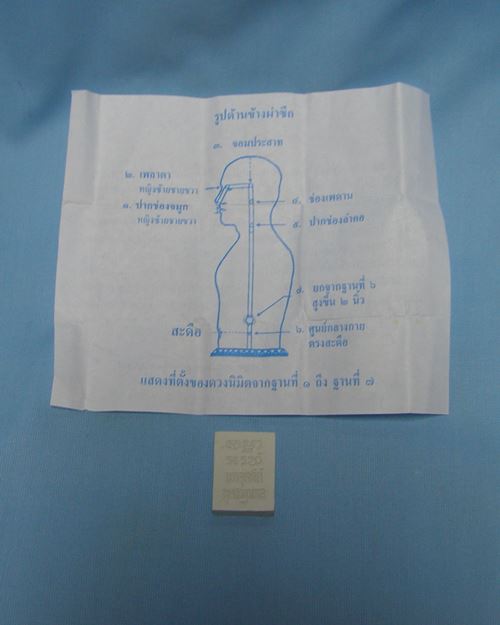 รูปด้านข้างผ่าซีก
๓. จอมประสาท
๒. เพลาตา
หญิงซ้ายชายขวา
๑. ปากช่องจมูก
หญิงซ้ายชายขวา
๔. ช่องเพดาน
๕. ปากช่องลำคอ
๗. ยกจากฐานที่ ๖
สูงขึ้น ๒ นิ้ว
สะดือ
๖. ศูนย์กลางกาย
ตรงสะดือ
แสดงที่ตั้งของดวงนิมิตจากฐานที่ ๑ ถึง ฐานที่ ๗